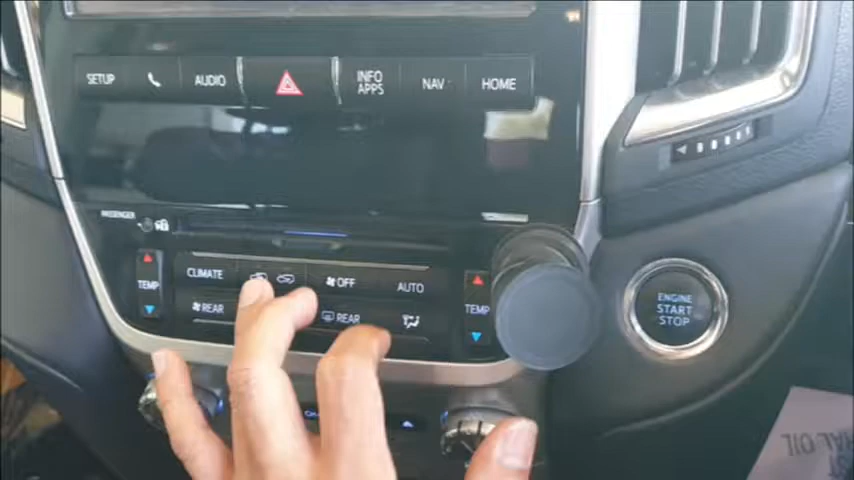 SETUP AUDIO INFO APPS NAV HOME
PASSENGER
CLIMATE OFF AUTO
TEMP TEMP
REAR REAR
ENGINE
START
STOP